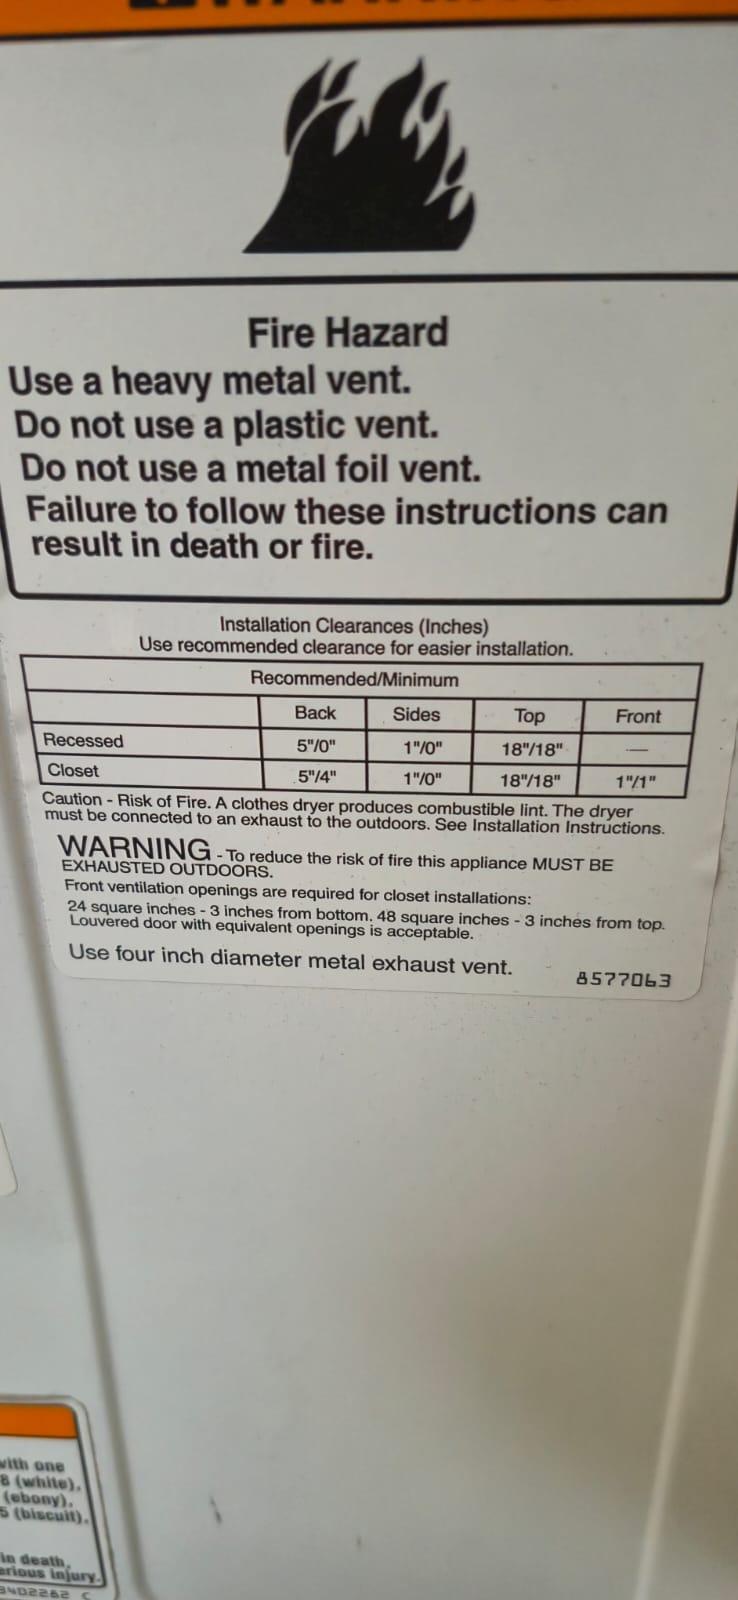 Fire Hazard
Use a heavy metal vent.
Do not use a plastic vent.
Do not use a metal foil vent.
Failure to follow these instructions can
result in death or fire.
Installation Clearances (Inches)
Use recommended clearance for easier installation.
Recommended/Minimum
Back Sides Top Front
Recessed 5"/0" 1"/0" 18"/18" —
Closet 5"/4" 1"/0" 18"/18" 1"/1"
Caution - Risk of Fire. A clothes dryer produces combustible lint. The dryer
must be connected to an exhaust to the outdoors. See Installation Instructions.
WARNING - To reduce the risk of fire this appliance MUST BE
EXHAUSTED OUTDOORS.
Front ventilation openings are required for closet installations:
24 square inches - 3 inches from bottom. 48 square inches - 3 inches from top.
Louvered door with equivalent openings is acceptable.
Use four inch diameter metal exhaust vent.
8577063
with one
8 (white),
(ebony),
5 (biscuit).
in death,
serious injury.